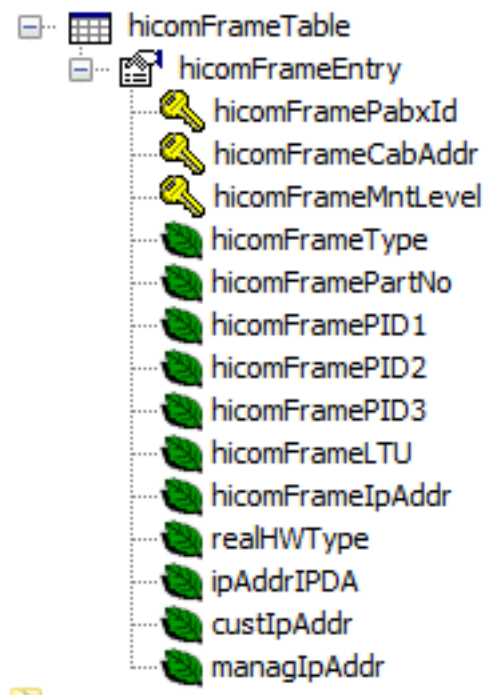 hicomFrameTable
hicomFrameEntry
hicomFramePabxId
hicomFrameCabAddr
hicomFrameMntLevel
hicomFrameType
hicomFramePartNo
hicomFramePID1
hicomFramePID2
hicomFramePID3
hicomFrameLTU
hicomFrameIpAddr
realHWType
ipAddrIPDA
custIpAddr
managIpAddr